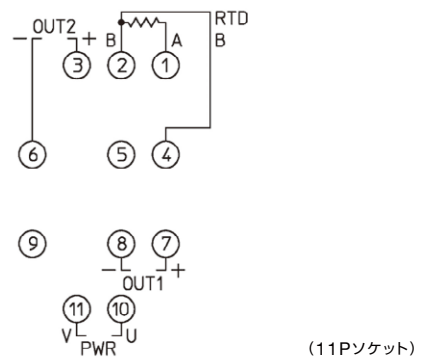 RTD
OUT2
− + B A B
3 2 1
6 5 4
9 8 7
− OUT1 +
11 10
V PWR U
(11Pソケット)